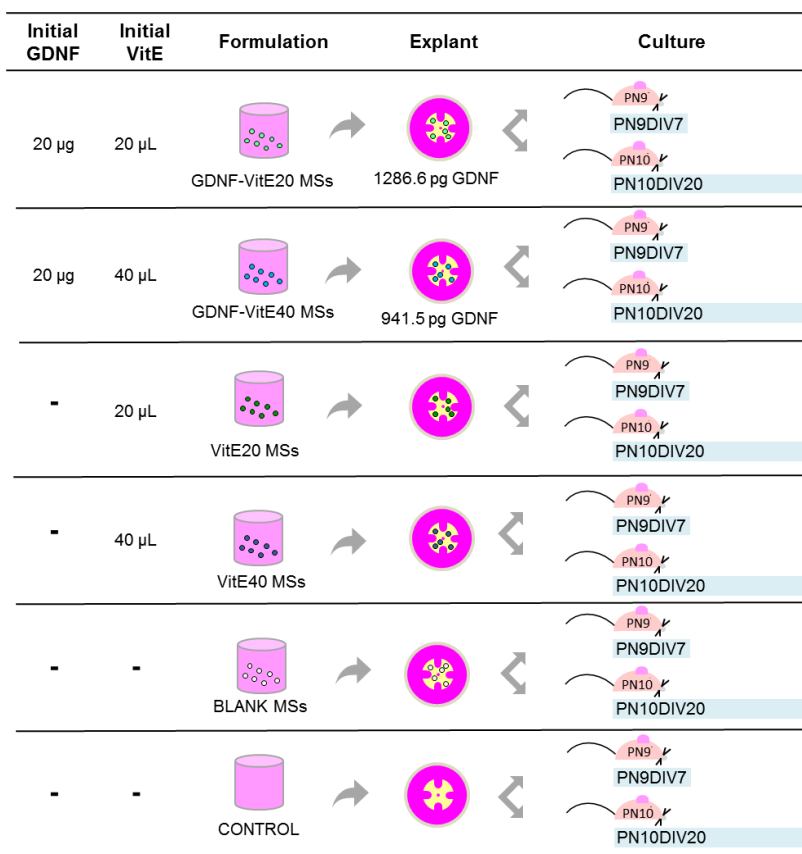 Initial GDNF
Initial VitE
Formulation
Explant
Culture
20 µg
20 µL
GDNF-VitE20 MSs
1286.6 pg GDNF
PN9
PN9DIV7
PN10
PN10DIV20
20 µg
40 µL
GDNF-VitE40 MSs
941.5 pg GDNF
PN9
PN9DIV7
PN10
PN10DIV20
-
20 µL
VitE20 MSs
PN9
PN9DIV7
PN10
PN10DIV20
-
40 µL
VitE40 MSs
PN9
PN9DIV7
PN10
PN10DIV20
-
-
BLANK MSs
PN9
PN9DIV7
PN10
PN10DIV20
-
-
CONTROL
PN9
PN9DIV7
PN10
PN10DIV20